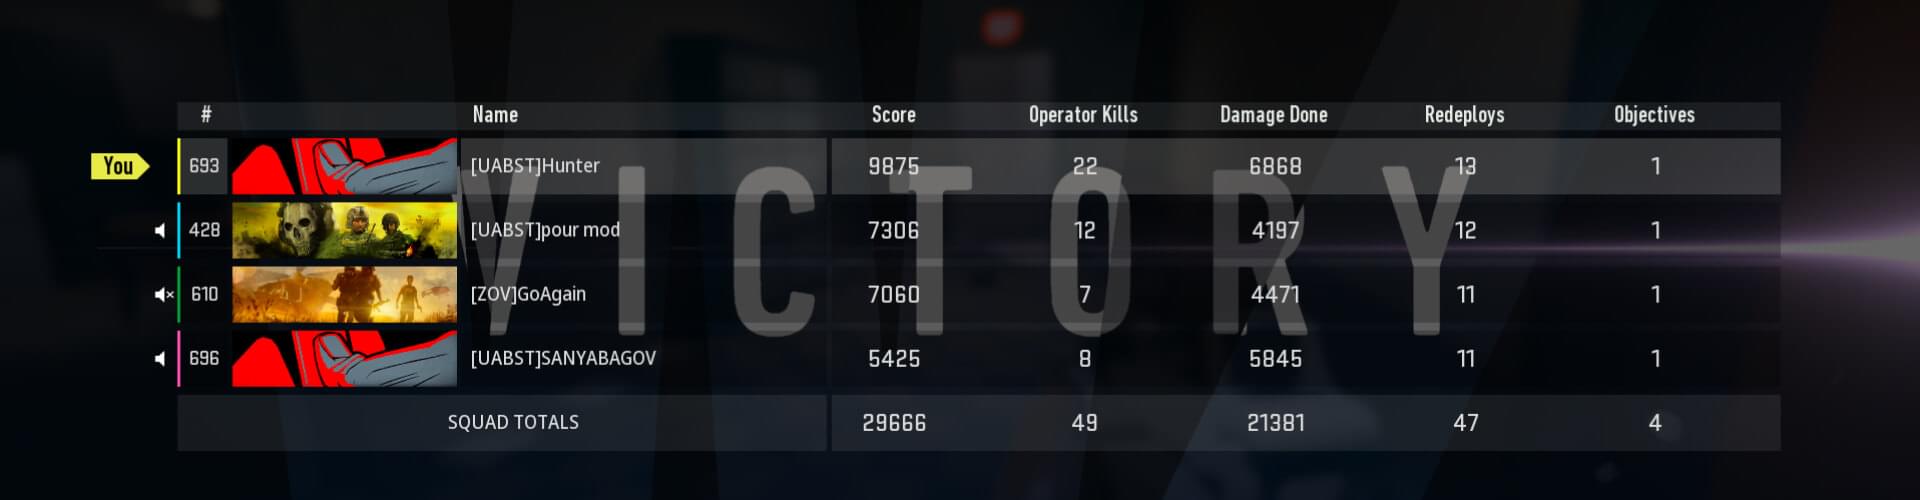 # Name Score Operator Kills Damage Done Redeploys Objectives
You 693 [UABST]Hunter 9875 22 6868 13 1
428 [UABST]pour mod 7306 12 4197 12 1
VICTORY
610 [ZOV]GoAgain 7060 7 4471 11 1
696 [UABST]SANYABAGOV 5425 8 5845 11 1
SQUAD TOTALS 29666 49 21381 47 4